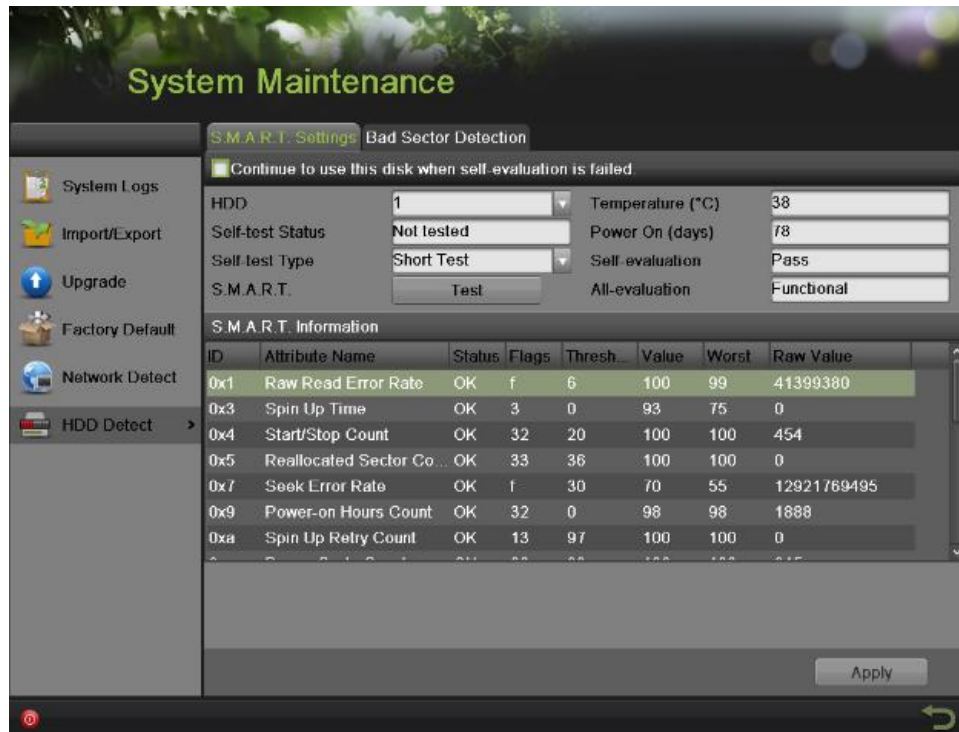 System Maintenance
S.M.A.R.T. Settings Bad Sector Detection
Continue to use this disk when self-evaluation is failed.
System Logs
Import/Export
Upgrade
Factory Default
Network Detect
HDD Detect >
HDD 1 Temperature (°C) 38
Self-test Status Not tested Power On (days) 78
Self-test Type Short Test Self-evaluation Pass
S.M.A.R.T. Test All-evaluation Functional
S.M.A.R.T. Information
ID Attribute Name Status Flags Thresh... Value Worst Raw Value
0x1 Raw Read Error Rate OK f 6 100 99 41399380
0x3 Spin Up Time OK 3 0 93 75 0
0x4 Start/Stop Count OK 32 20 100 100 454
0x5 Reallocated Sector Co... OK 33 36 100 100 0
0x7 Seek Error Rate OK f 30 70 55 12921769495
0x9 Power-on Hours Count OK 32 0 98 98 1888
0xa Spin Up Retry Count OK 13 97 100 100 0
Apply